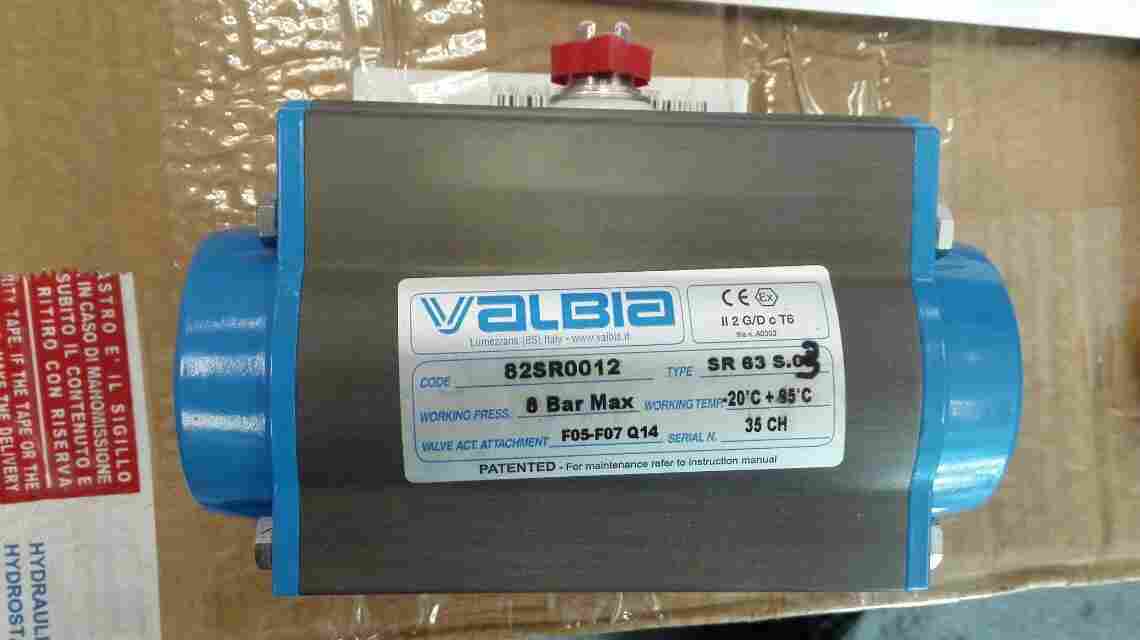 VALBIA
Lumezzane (BS) Italy - www.valbia.it
CE Ex
II 2 G/D c T6
CODE 82SR0012 TYPE SR 63 S.03
WORKING PRESS. 8 Bar Max WORKING TEMP. -20°C + 85°C
VALVE ACT ATTACHMENT F05-F07 Q14 SERIAL N. 35 CH
PATENTED - For maintenance refer to instruction manual
ASTRO E' IL SIGILLO
IN CASO DI MANOMISSIONE
SUBITO IL CONTENUTO E
RITIRO CON RISERVA
ITY TAPE. IF THE TAPE OR THE
THE DELIVERY
HYDRAULI
HYDROST